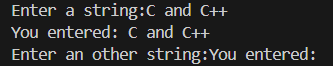 Enter a string:C and C++
You entered: C and C++
Enter an other string:You entered: